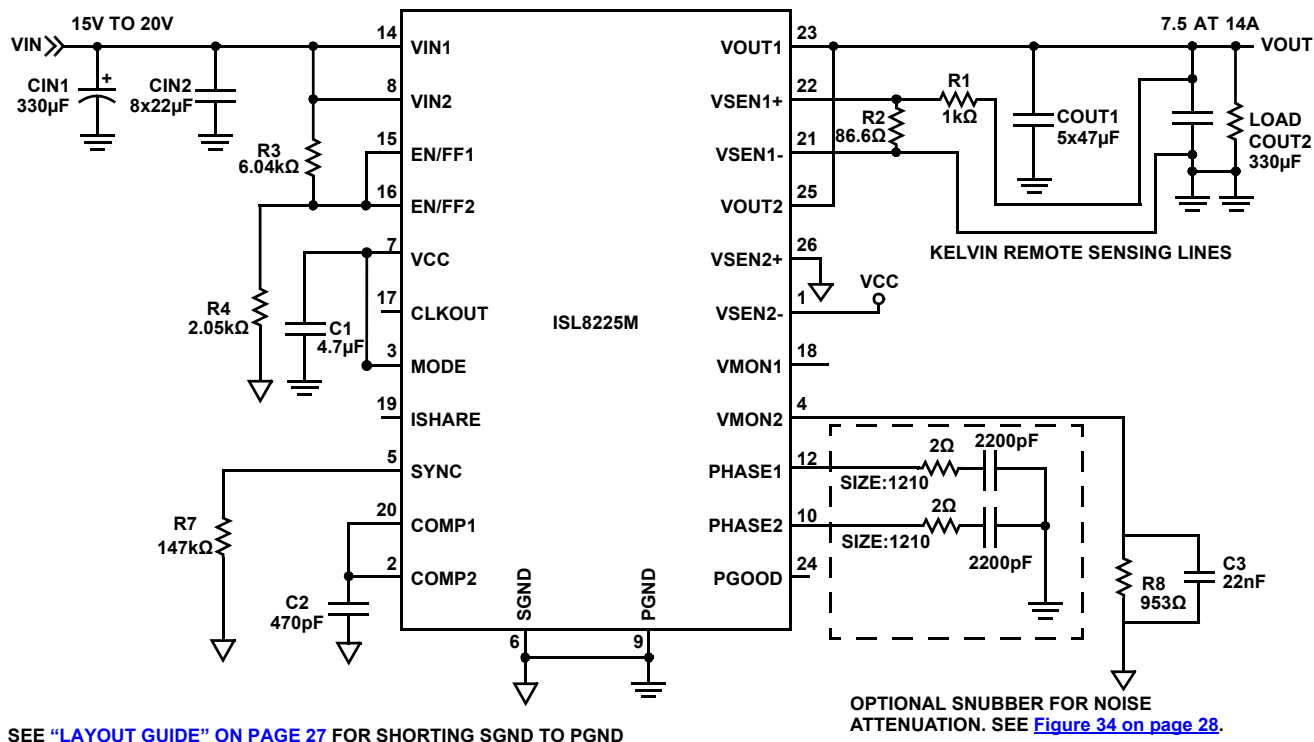 15V TO 20V
VIN
CIN1
330µF
+
CIN2
8x22µF
R3
6.04kΩ
R4
2.05kΩ
C1
4.7µF
R7
147kΩ
C2
470pF
14 VIN1
8 VIN2
15 EN/FF1
16 EN/FF2
7 VCC
17 CLKOUT
3 MODE
19 ISHARE
5 SYNC
20 COMP1
2 COMP2
ISL8225M
SGND
6
PGND
9
VOUT1 23
VSEN1+ 22
VSEN1- 21
VOUT2 25
VSEN2+ 26
VSEN2- 1
VMON1 18
VMON2 4
PHASE1 12
PHASE2 10
PGOOD 24
7.5 AT 14A
VOUT
R1
1kΩ
R2
86.6Ω
COUT1
5x47µF
LOAD
COUT2
330µF
KELVIN REMOTE SENSING LINES
VCC
2Ω
2200pF
SIZE:1210
2Ω
SIZE:1210
2200pF
R8
953Ω
C3
22nF
OPTIONAL SNUBBER FOR NOISE
ATTENUATION. SEE Figure 34 on page 28.
SEE “LAYOUT GUIDE” ON PAGE 27 FOR SHORTING SGND TO PGND